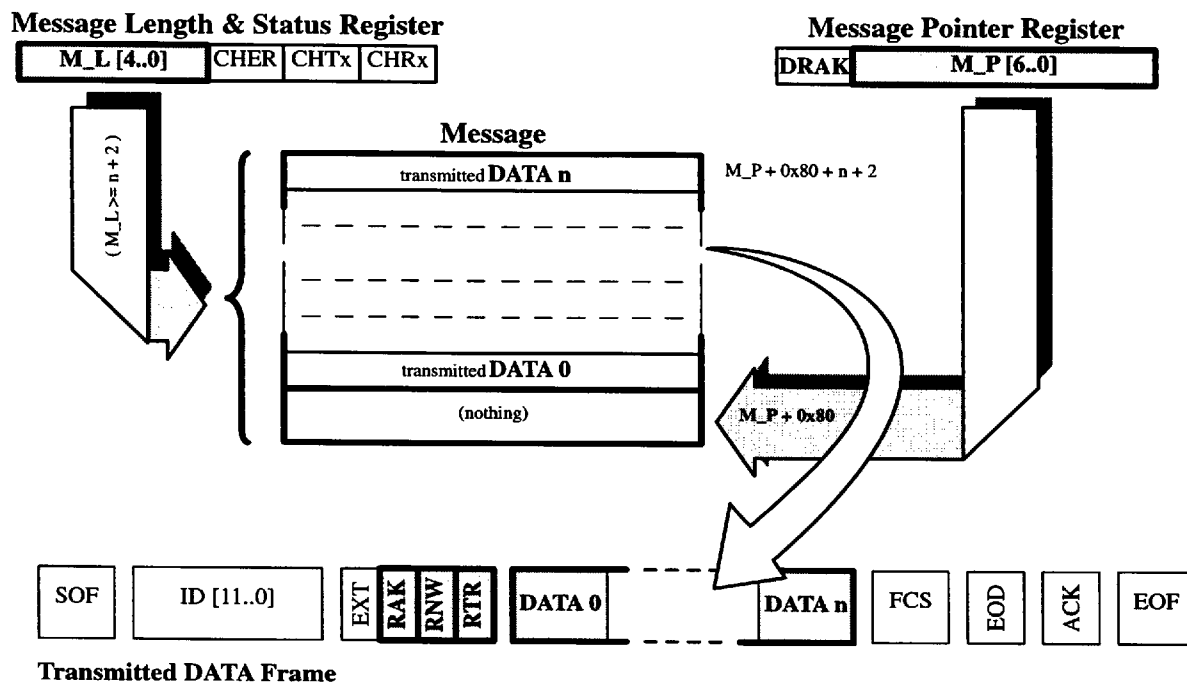 Message Length & Status Register
Message Pointer Register
M_L [4..0] CHER CHTx CHRx
DRAK M_P [6..0]
Message
( M_L >= n + 2 )
transmitted DATA n
M_P + 0x80 + n + 2
transmitted DATA 0
(nothing)
M_P + 0x80
SOF ID [11..0] EXT RAK RNW RTR DATA 0 DATA n FCS EOD ACK EOF
Transmitted DATA Frame